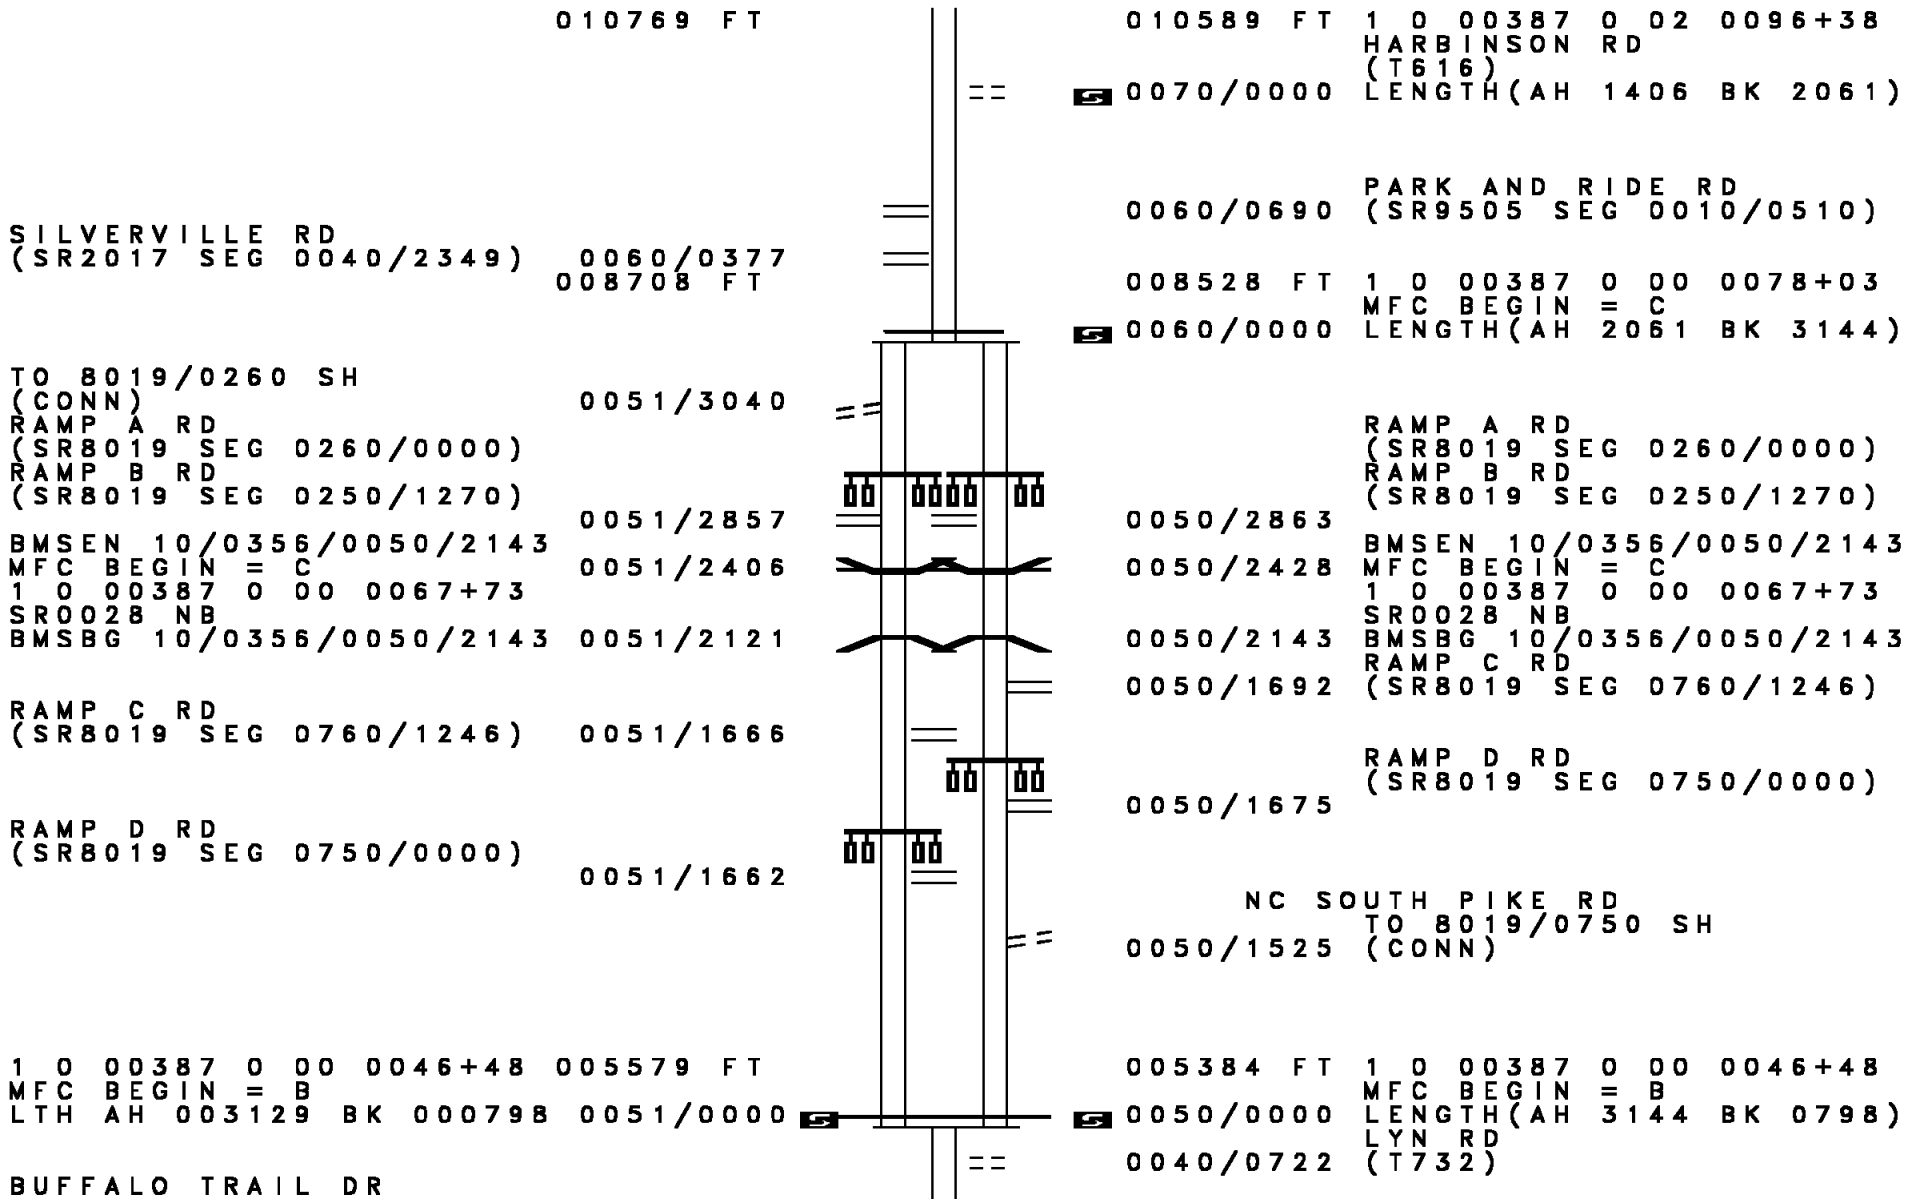 010769 FT 010589 FT 1 0 00387 0 02 0096+38
HARBINSON RD
(T616)
0070/0000 LENGTH(AH 1406 BK 2061)
PARK AND RIDE RD
0060/0690 (SR9505 SEG 0010/0510)
SILVERVILLE RD
(SR2017 SEG 0040/2349) 0060/0377
008708 FT 008528 FT 1 0 00387 0 00 0078+03
MFC BEGIN = C
0060/0000 LENGTH(AH 2061 BK 3144)
TO 8019/0260 SH
(CONN) 0051/3040
RAMP A RD RAMP A RD
(SR8019 SEG 0260/0000) (SR8019 SEG 0260/0000)
RAMP B RD RAMP B RD
(SR8019 SEG 0250/1270) (SR8019 SEG 0250/1270)
0051/2857 0050/2863
BMSEN 10/0356/0050/2143 BMSEN 10/0356/0050/2143
MFC BEGIN = C 0051/2406 0050/2428 MFC BEGIN = C
1 0 00387 0 00 0067+73 1 0 00387 0 00 0067+73
SR0028 NB SR0028 NB
BMSBG 10/0356/0050/2143 0051/2121 0050/2143 BMSBG 10/0356/0050/2143
RAMP C RD
0050/1692 (SR8019 SEG 0760/1246)
RAMP C RD
(SR8019 SEG 0760/1246) 0051/1666
RAMP D RD
(SR8019 SEG 0750/0000)
0050/1675
RAMP D RD
(SR8019 SEG 0750/0000)
0051/1662
NC SOUTH PIKE RD
TO 8019/0750 SH
0050/1525 (CONN)
1 0 00387 0 00 0046+48 005579 FT 005384 FT 1 0 00387 0 00 0046+48
MFC BEGIN = B MFC BEGIN = B
LTH AH 003129 BK 000798 0051/0000 S S 0050/0000 LENGTH(AH 3144 BK 0798)
LYN RD
0040/0722 (T732)
BUFFALO TRAIL DR